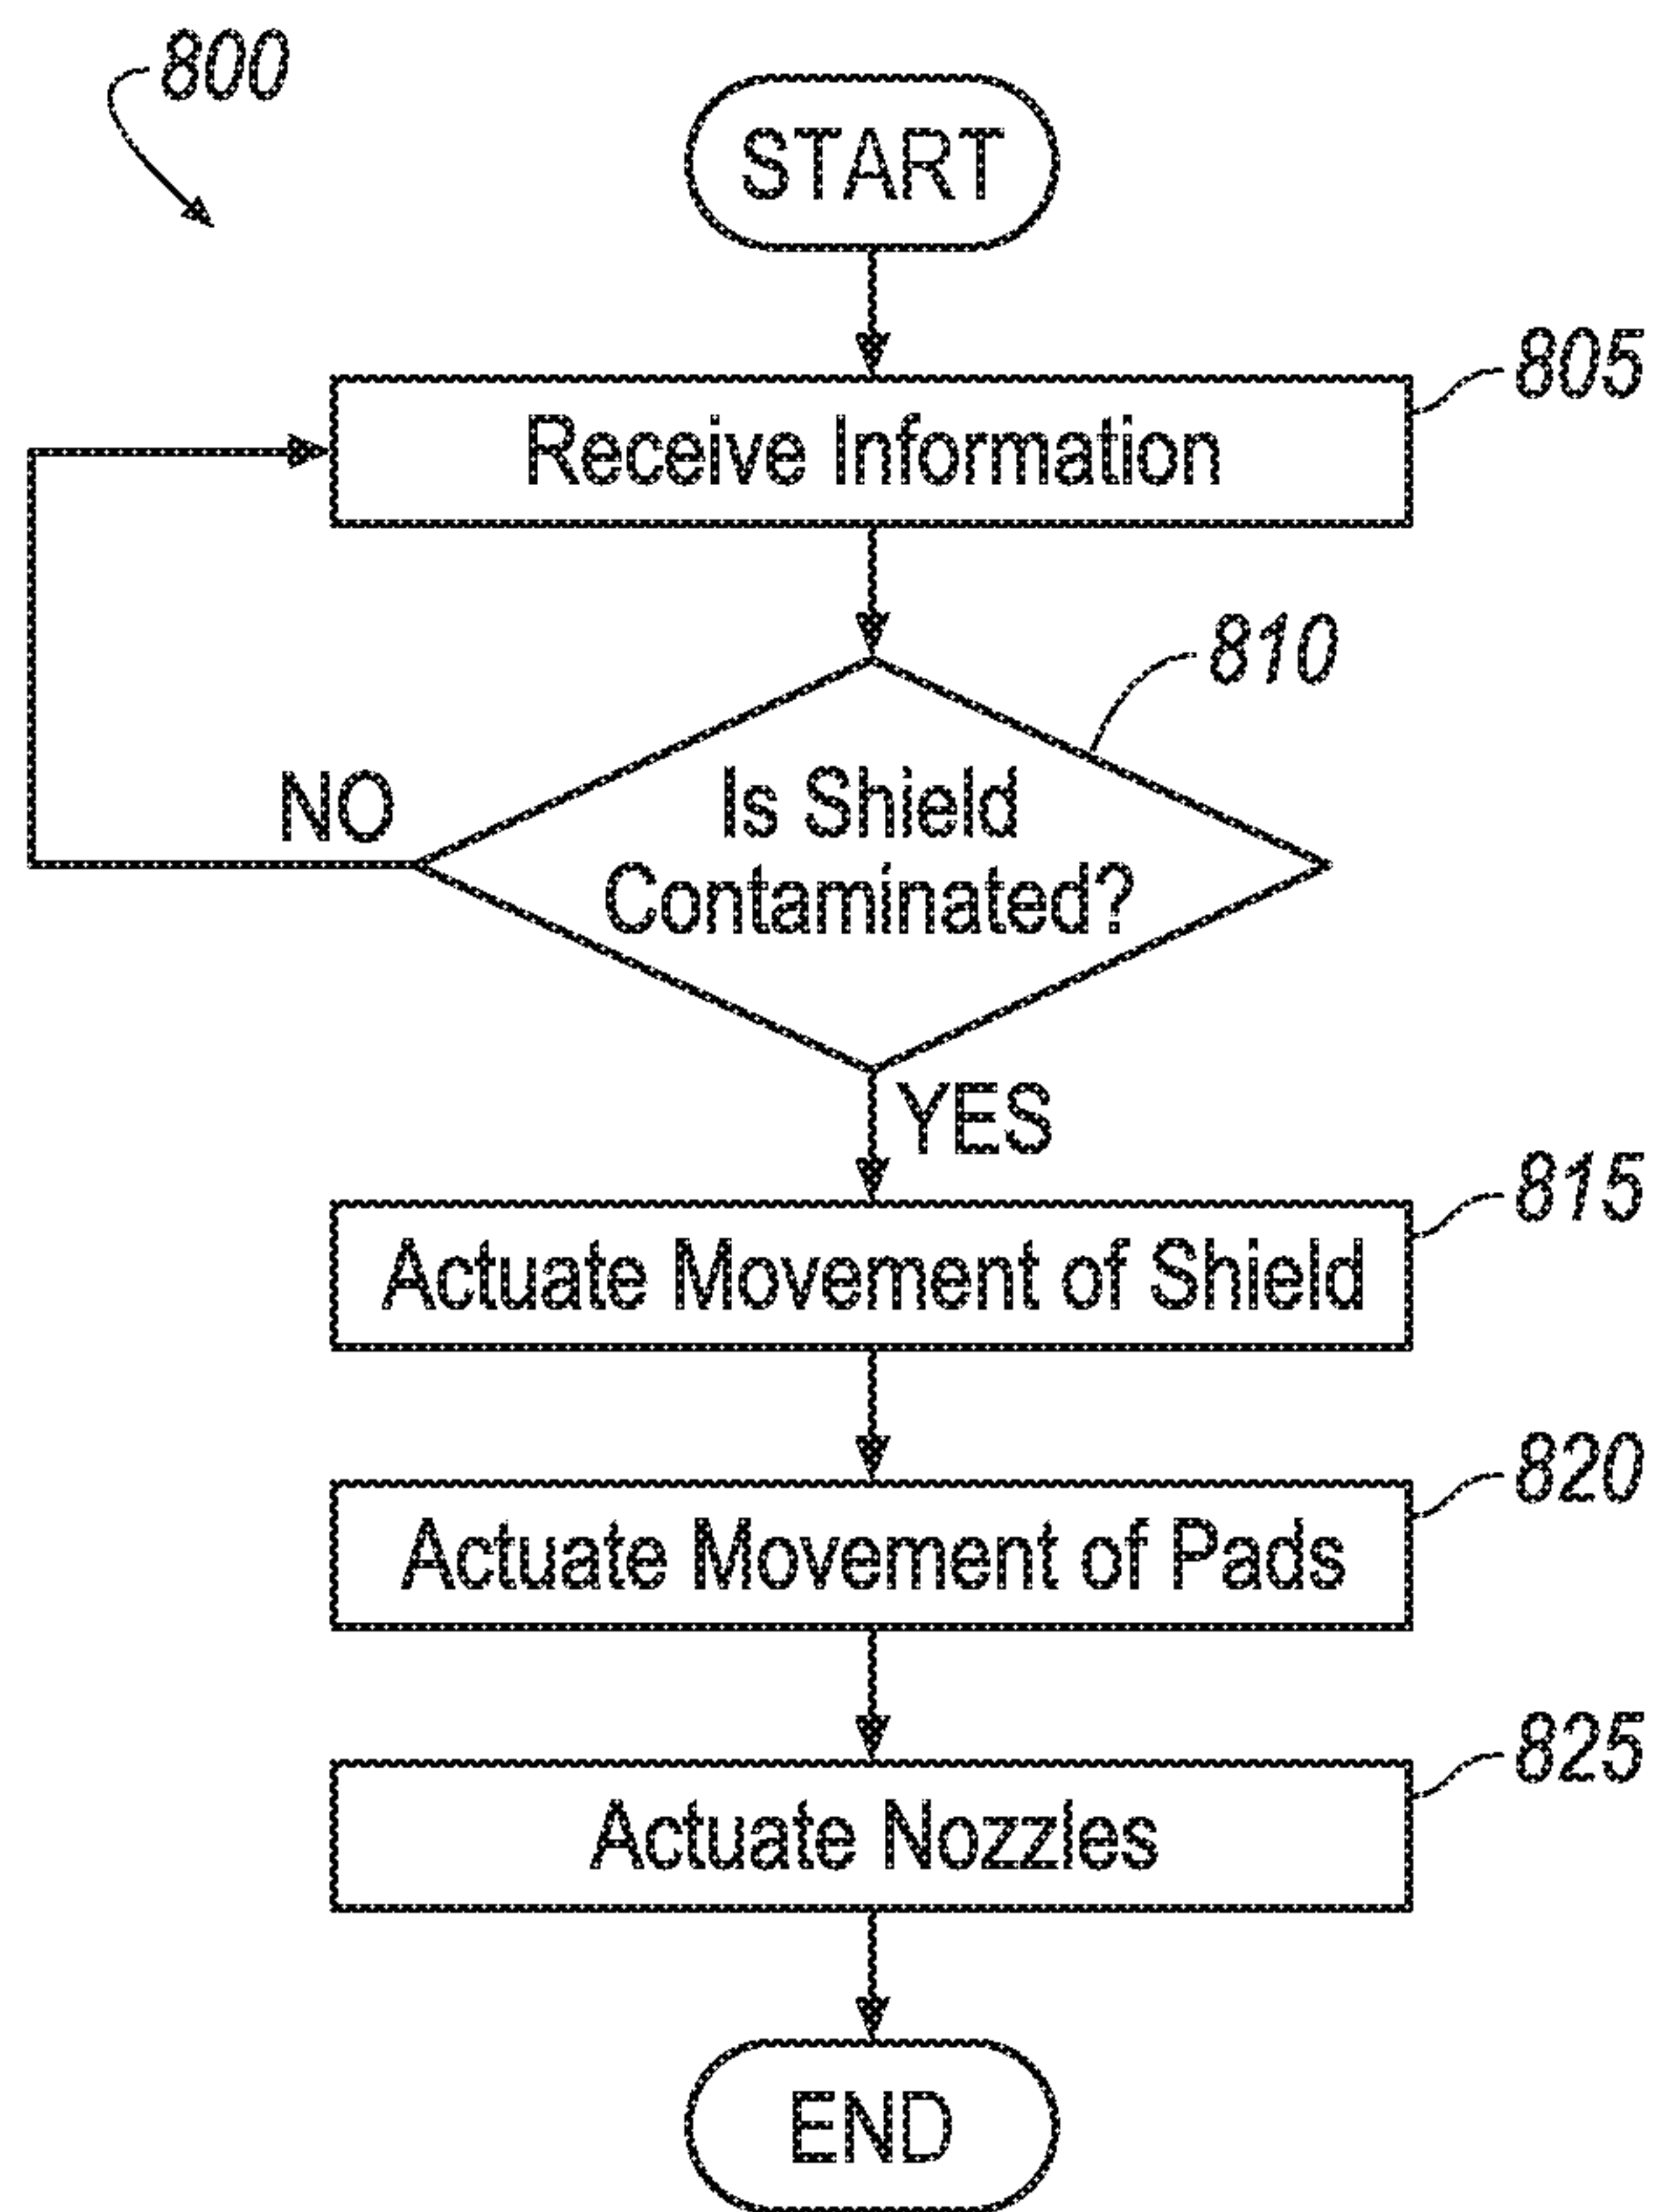 800
START
805
Receive Information
810
Is Shield
Contaminated?
NO
YES
815
Actuate Movement of Shield
820
Actuate Movement of Pads
825
Actuate Nozzles
END